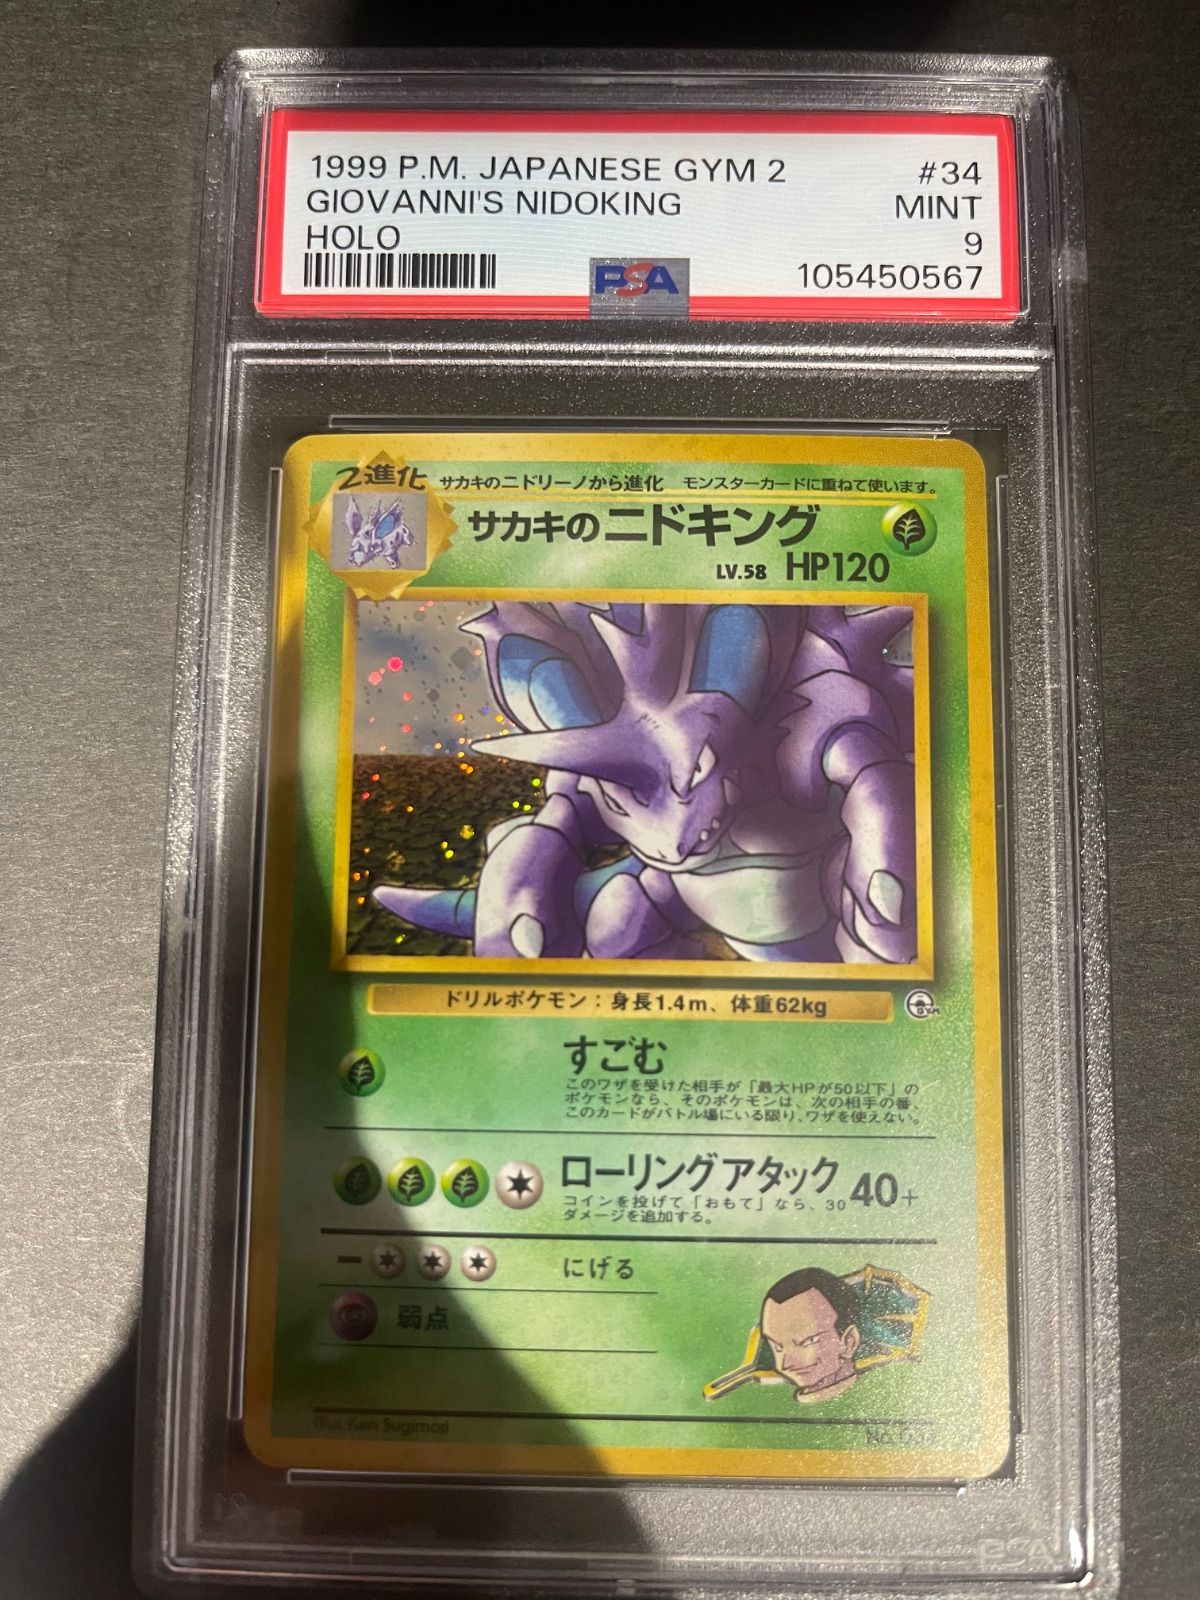 1999 P.M. JAPANESE GYM 2 #34
GIOVANNI'S NIDOKING MINT
HOLO 9
PSA 105450567
2進化 サカキのニドリーノから進化 モンスターカードに重ねて使います。
サカキのニドキング
LV.58 HP120
ドリルポケモン:身長1.4m、体重62kg
GYM
すごむ
このワザを受けた相手が「最大HPが50以下」の
ポケモンなら、そのポケモンは、次の相手の番、
このカードがバトル場にいる限り、ワザを使えない。
ローリングアタック 40+
コインを投げて「おもて」なら、30
ダメージを追加する。
にげる
弱点
Illus. Ken Sugimori No. 034
PSA